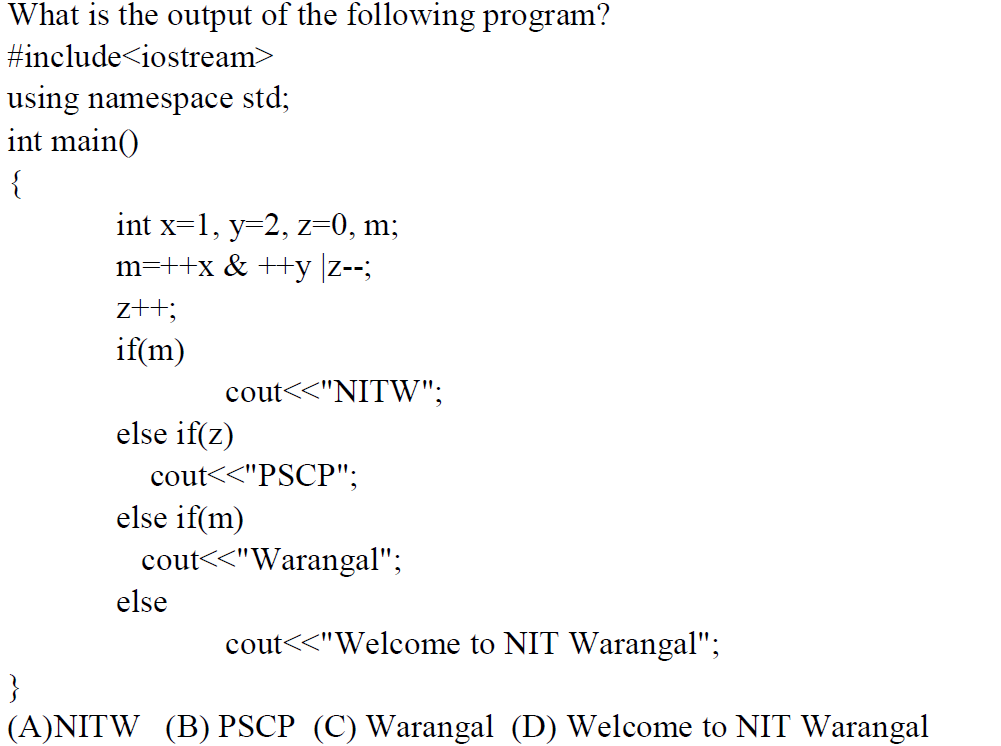 What is the output of the following program?
#include<iostream>
using namespace std;
int main()
{
int x=1, y=2, z=0, m;
m=++x & ++y |z--;
z++;
if(m)
cout<<"NITW";
else if(z)
cout<<"PSCP";
else if(m)
cout<<"Warangal";
else
cout<<"Welcome to NIT Warangal";
}
(A)NITW (B) PSCP (C) Warangal (D) Welcome to NIT Warangal